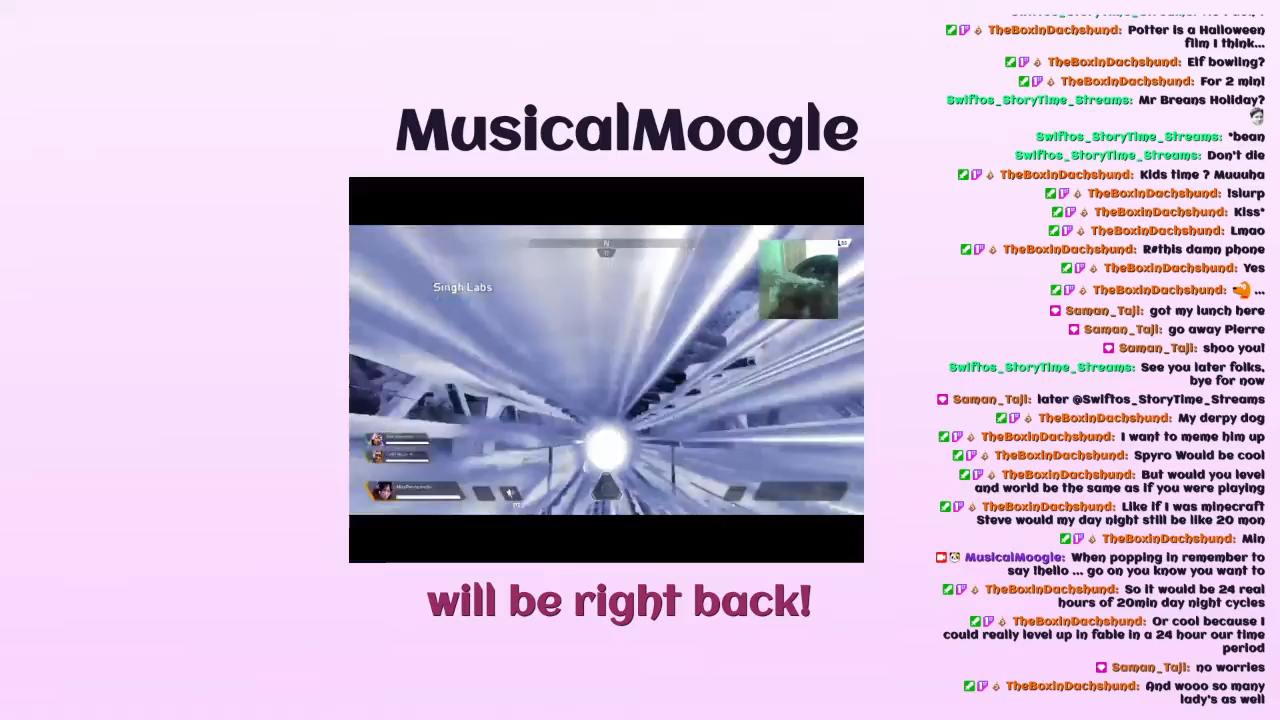 MusicalMoogle
N
Singh Labs
will be right back!
TheBoxinDachshund: Potter is a Halloween
film I think...
TheBoxinDachshund: Elf bowling?
TheBoxinDachshund: For 2 min!
Swiftos_StoryTime_Streams: Mr Breans Holiday?
Swiftos_StoryTime_Streams: *bean
Swiftos_StoryTime_Streams: Don't die
TheBoxinDachshund: Kids time ? Muuuha
TheBoxinDachshund: !slurp
TheBoxinDachshund: Kiss*
TheBoxinDachshund: Lmao
TheBoxinDachshund: R#this damn phone
TheBoxinDachshund: Yes
TheBoxinDachshund: ...
Saman_Taji: got my lunch here
Saman_Taji: go away Pierre
Saman_Taji: shoo you!
Swiftos_StoryTime_Streams: See you later folks,
bye for now
Saman_Taji: later @Swiftos_StoryTime_Streams
TheBoxinDachshund: My derpy dog
TheBoxinDachshund: I want to meme him up
TheBoxinDachshund: Spyro Would be cool
TheBoxinDachshund: But would you level
and world be the same as if you were playing
TheBoxinDachshund: Like if I was minecraft
Steve would my day night still be like 20 mon
TheBoxinDachshund: Min
MusicalMoogle: When popping in remember to
say !hello ... go on you know you want to
TheBoxinDachshund: So it would be 24 real
hours of 20min day night cycles
TheBoxinDachshund: Or cool because I
could really level up in fable in a 24 hour our time
period
Saman_Taji: no worries
TheBoxinDachshund: And wooo so many
lady's as well